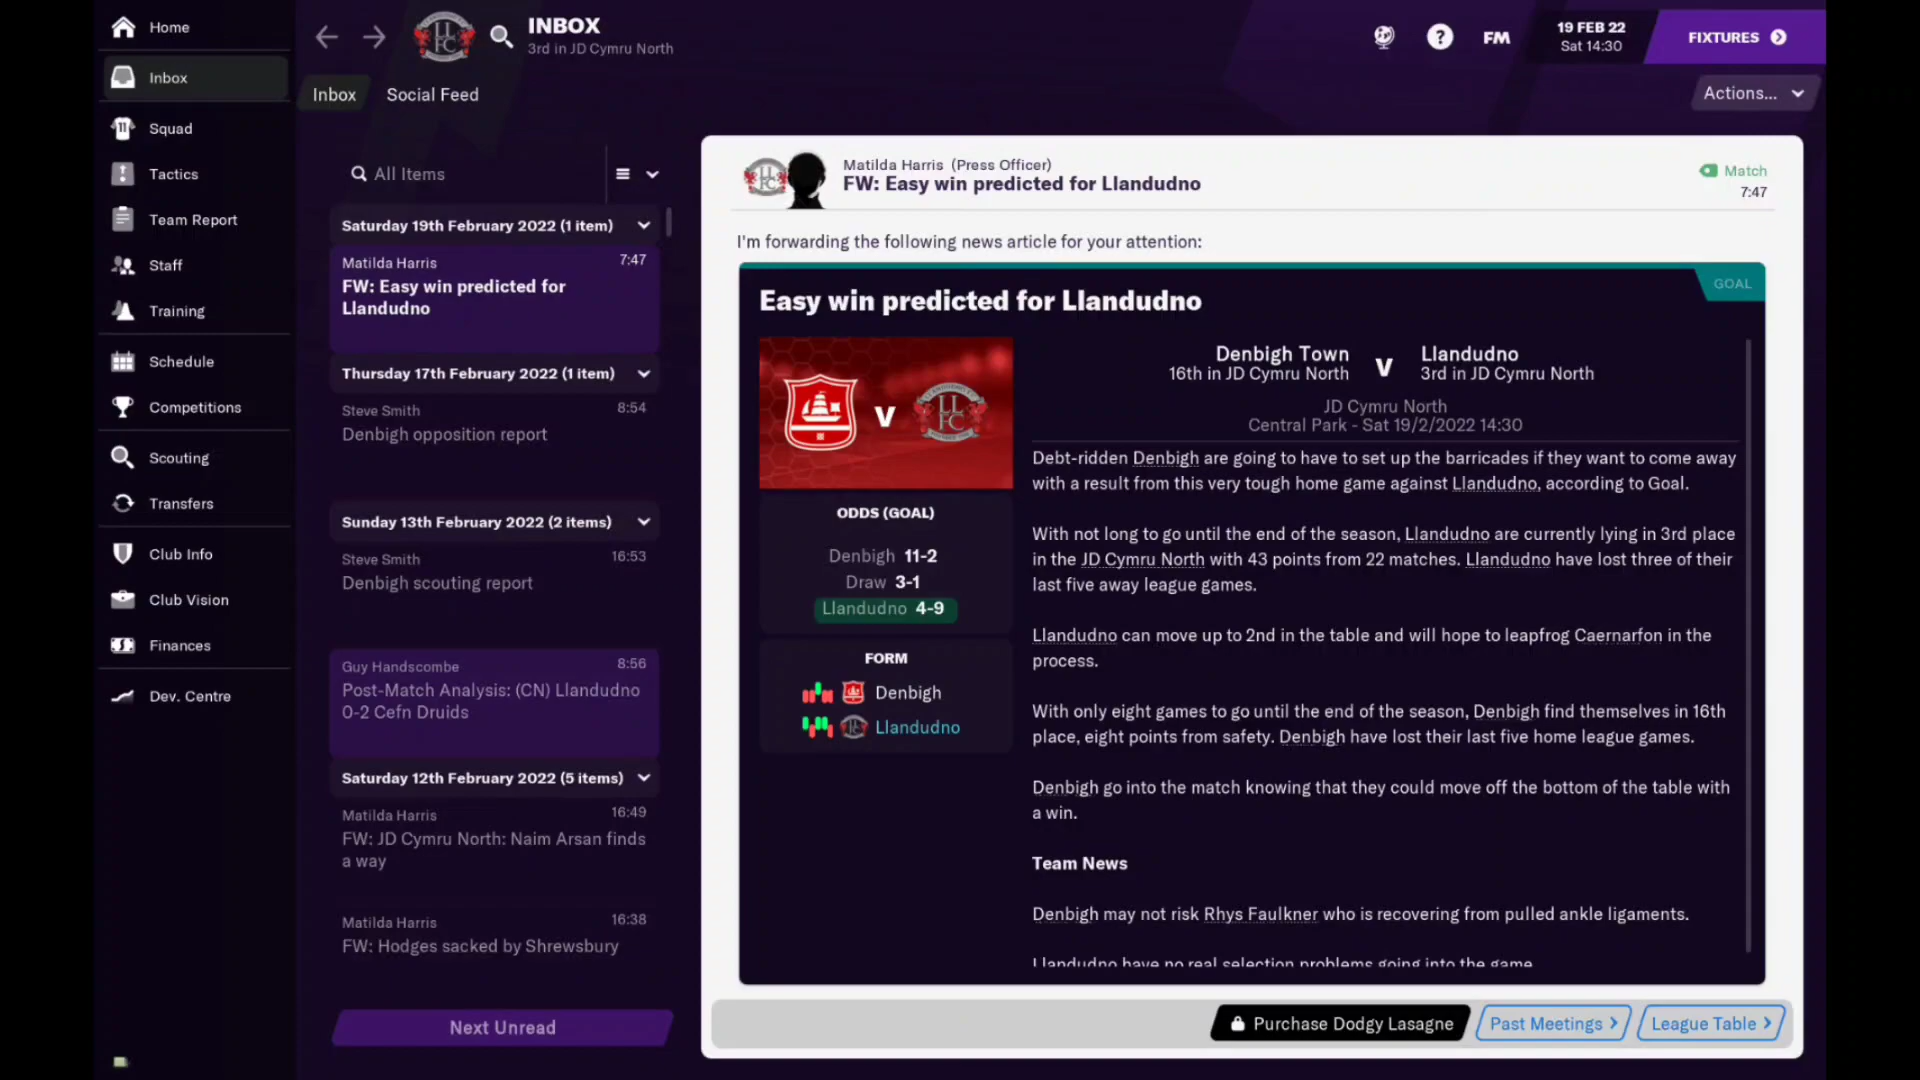 Home
Inbox
Squad
Tactics
Team Report
Staff
Training
Schedule
Competitions
Scouting
Transfers
Club Info
Club Vision
Finances
Dev. Centre
INBOX
3rd in JD Cymru North
?
FM
19 FEB 22
Sat 14:30
FIXTURES
Inbox
Social Feed
Actions...
All Items
Saturday 19th February 2022 (1 item)
Matilda Harris 7:47
FW: Easy win predicted for
Llandudno
Thursday 17th February 2022 (1 item)
Steve Smith 8:54
Denbigh opposition report
Sunday 13th February 2022 (2 items)
Steve Smith 16:53
Denbigh scouting report
Guy Handscombe 8:56
Post-Match Analysis: (CN) Llandudno
0-2 Cefn Druids
Saturday 12th February 2022 (5 items)
Matilda Harris 16:49
FW: JD Cymru North: Naim Arsan finds
a way
Matilda Harris 16:38
FW: Hodges sacked by Shrewsbury
Next Unread
Matilda Harris (Press Officer)
FW: Easy win predicted for Llandudno
Match
7:47
I'm forwarding the following news article for your attention:
GOAL
Easy win predicted for Llandudno
V
ODDS (GOAL)
Denbigh 11-2
Draw 3-1
Llandudno 4-9
FORM
Denbigh
Llandudno
Denbigh Town V Llandudno
16th in JD Cymru North 3rd in JD Cymru North
JD Cymru North
Central Park - Sat 19/2/2022 14:30
Debt-ridden Denbigh are going to have to set up the barricades if they want to come away
with a result from this very tough home game against Llandudno, according to Goal.
With not long to go until the end of the season, Llandudno are currently lying in 3rd place
in the JD Cymru North with 43 points from 22 matches. Llandudno have lost three of their
last five away league games.
Llandudno can move up to 2nd in the table and will hope to leapfrog Caernarfon in the
process.
With only eight games to go until the end of the season, Denbigh find themselves in 16th
place, eight points from safety. Denbigh have lost their last five home league games.
Denbigh go into the match knowing that they could move off the bottom of the table with
a win.
Team News
Denbigh may not risk Rhys Faulkner who is recovering from pulled ankle ligaments.
Llandudno have no real selection problems going into the game.
Purchase Dodgy Lasagne
Past Meetings
League Table